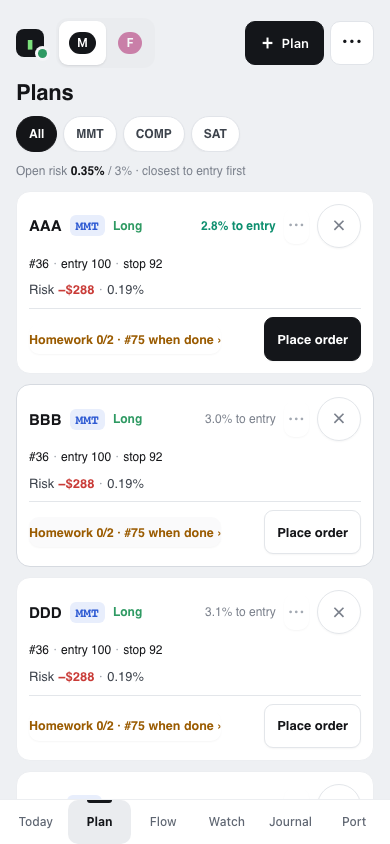 M F + Plan ···
Plans
All MMT COMP SAT
Open risk 0.35% / 3% · closest to entry first
AAA MMT Long 2.8% to entry ··· ×
#36 · entry 100 · stop 92
Risk –$288 · 0.19%
Homework 0/2 · #75 when done › Place order
BBB MMT Long 3.0% to entry ··· ×
#36 · entry 100 · stop 92
Risk –$288 · 0.19%
Homework 0/2 · #75 when done › Place order
DDD MMT Long 3.1% to entry ··· ×
#36 · entry 100 · stop 92
Risk –$288 · 0.19%
Homework 0/2 · #75 when done › Place order
Today Plan Flow Watch Journal Port